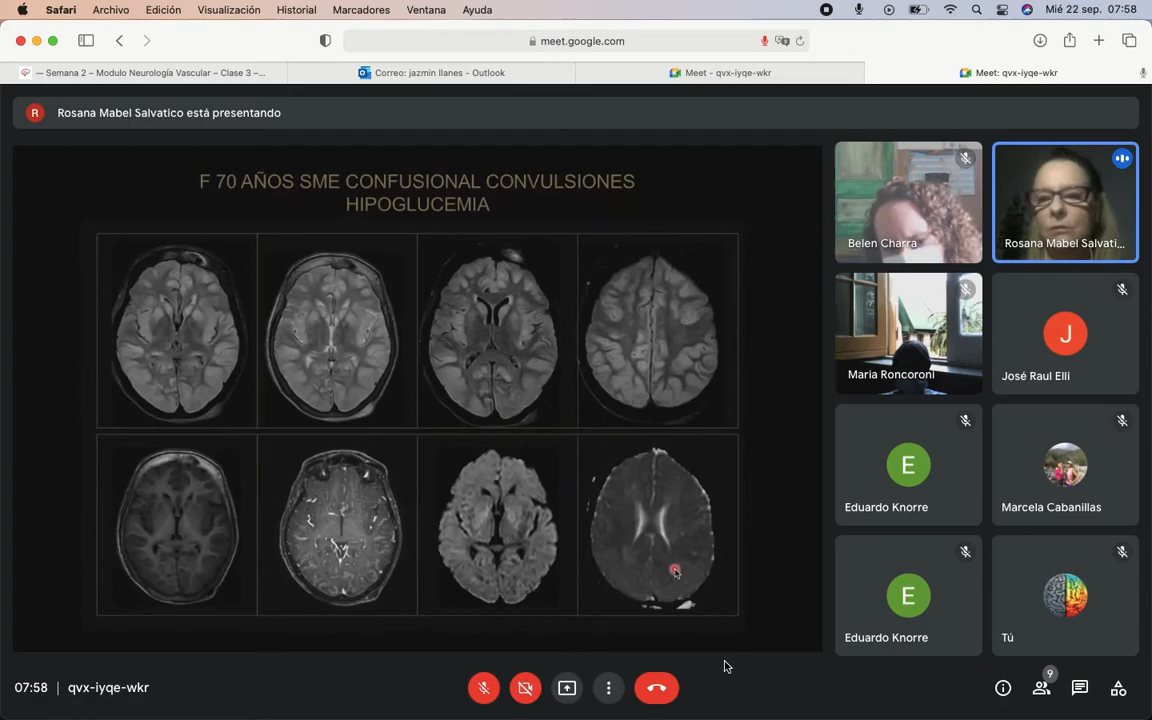 Safari Archivo Edición Visualización Historial Marcadores Ventana Ayuda Mié 22 sep. 07:58
meet.google.com
— Semana 2 – Modulo Neurología Vascular – Clase 3 –... Correo: jazmin llanes - Outlook Meet - qvx-iyqe-wkr Meet: qvx-iyqe-wkr
R Rosana Mabel Salvatico está presentando
F 70 AÑOS SME CONFUSIONAL CONVULSIONES
HIPOGLUCEMIA
Belen Charra
Rosana Mabel Salvati...
Maria Roncoroni
J
José Raul Elli
E
Eduardo Knorre
Marcela Cabanillas
E
Eduardo Knorre
Tú
07:58 | qvx-iyqe-wkr
9